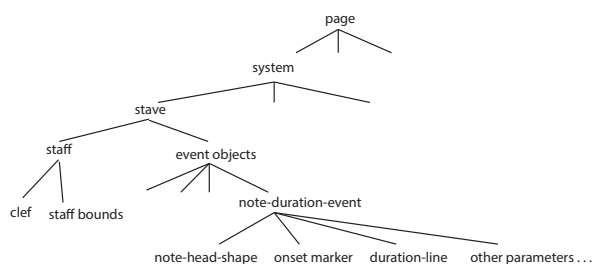 page
system
stave
staff
event objects
clef
staff bounds
note-duration-event
note-head-shape
onset marker
duration-line
other parameters . . .